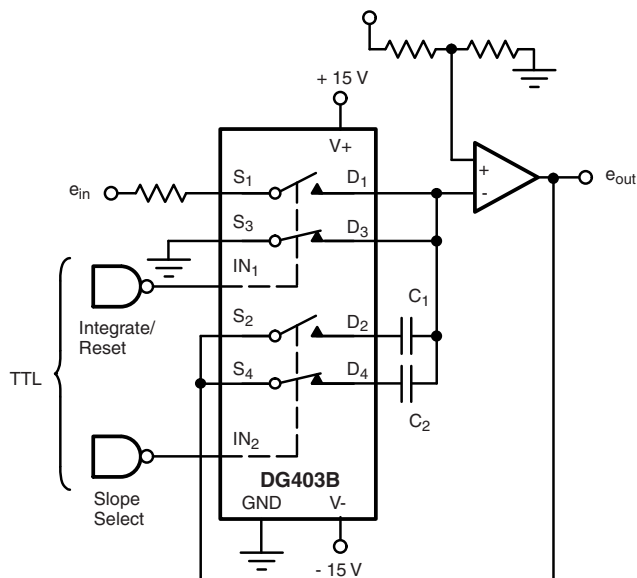 + 15 V
V+
e_in
S1
D1
+
-
e_out
S3
D3
IN1
Integrate/
Reset
S2
D2
C1
TTL
S4
D4
C2
IN2
DG403B
Slope
Select
GND
V-
- 15 V